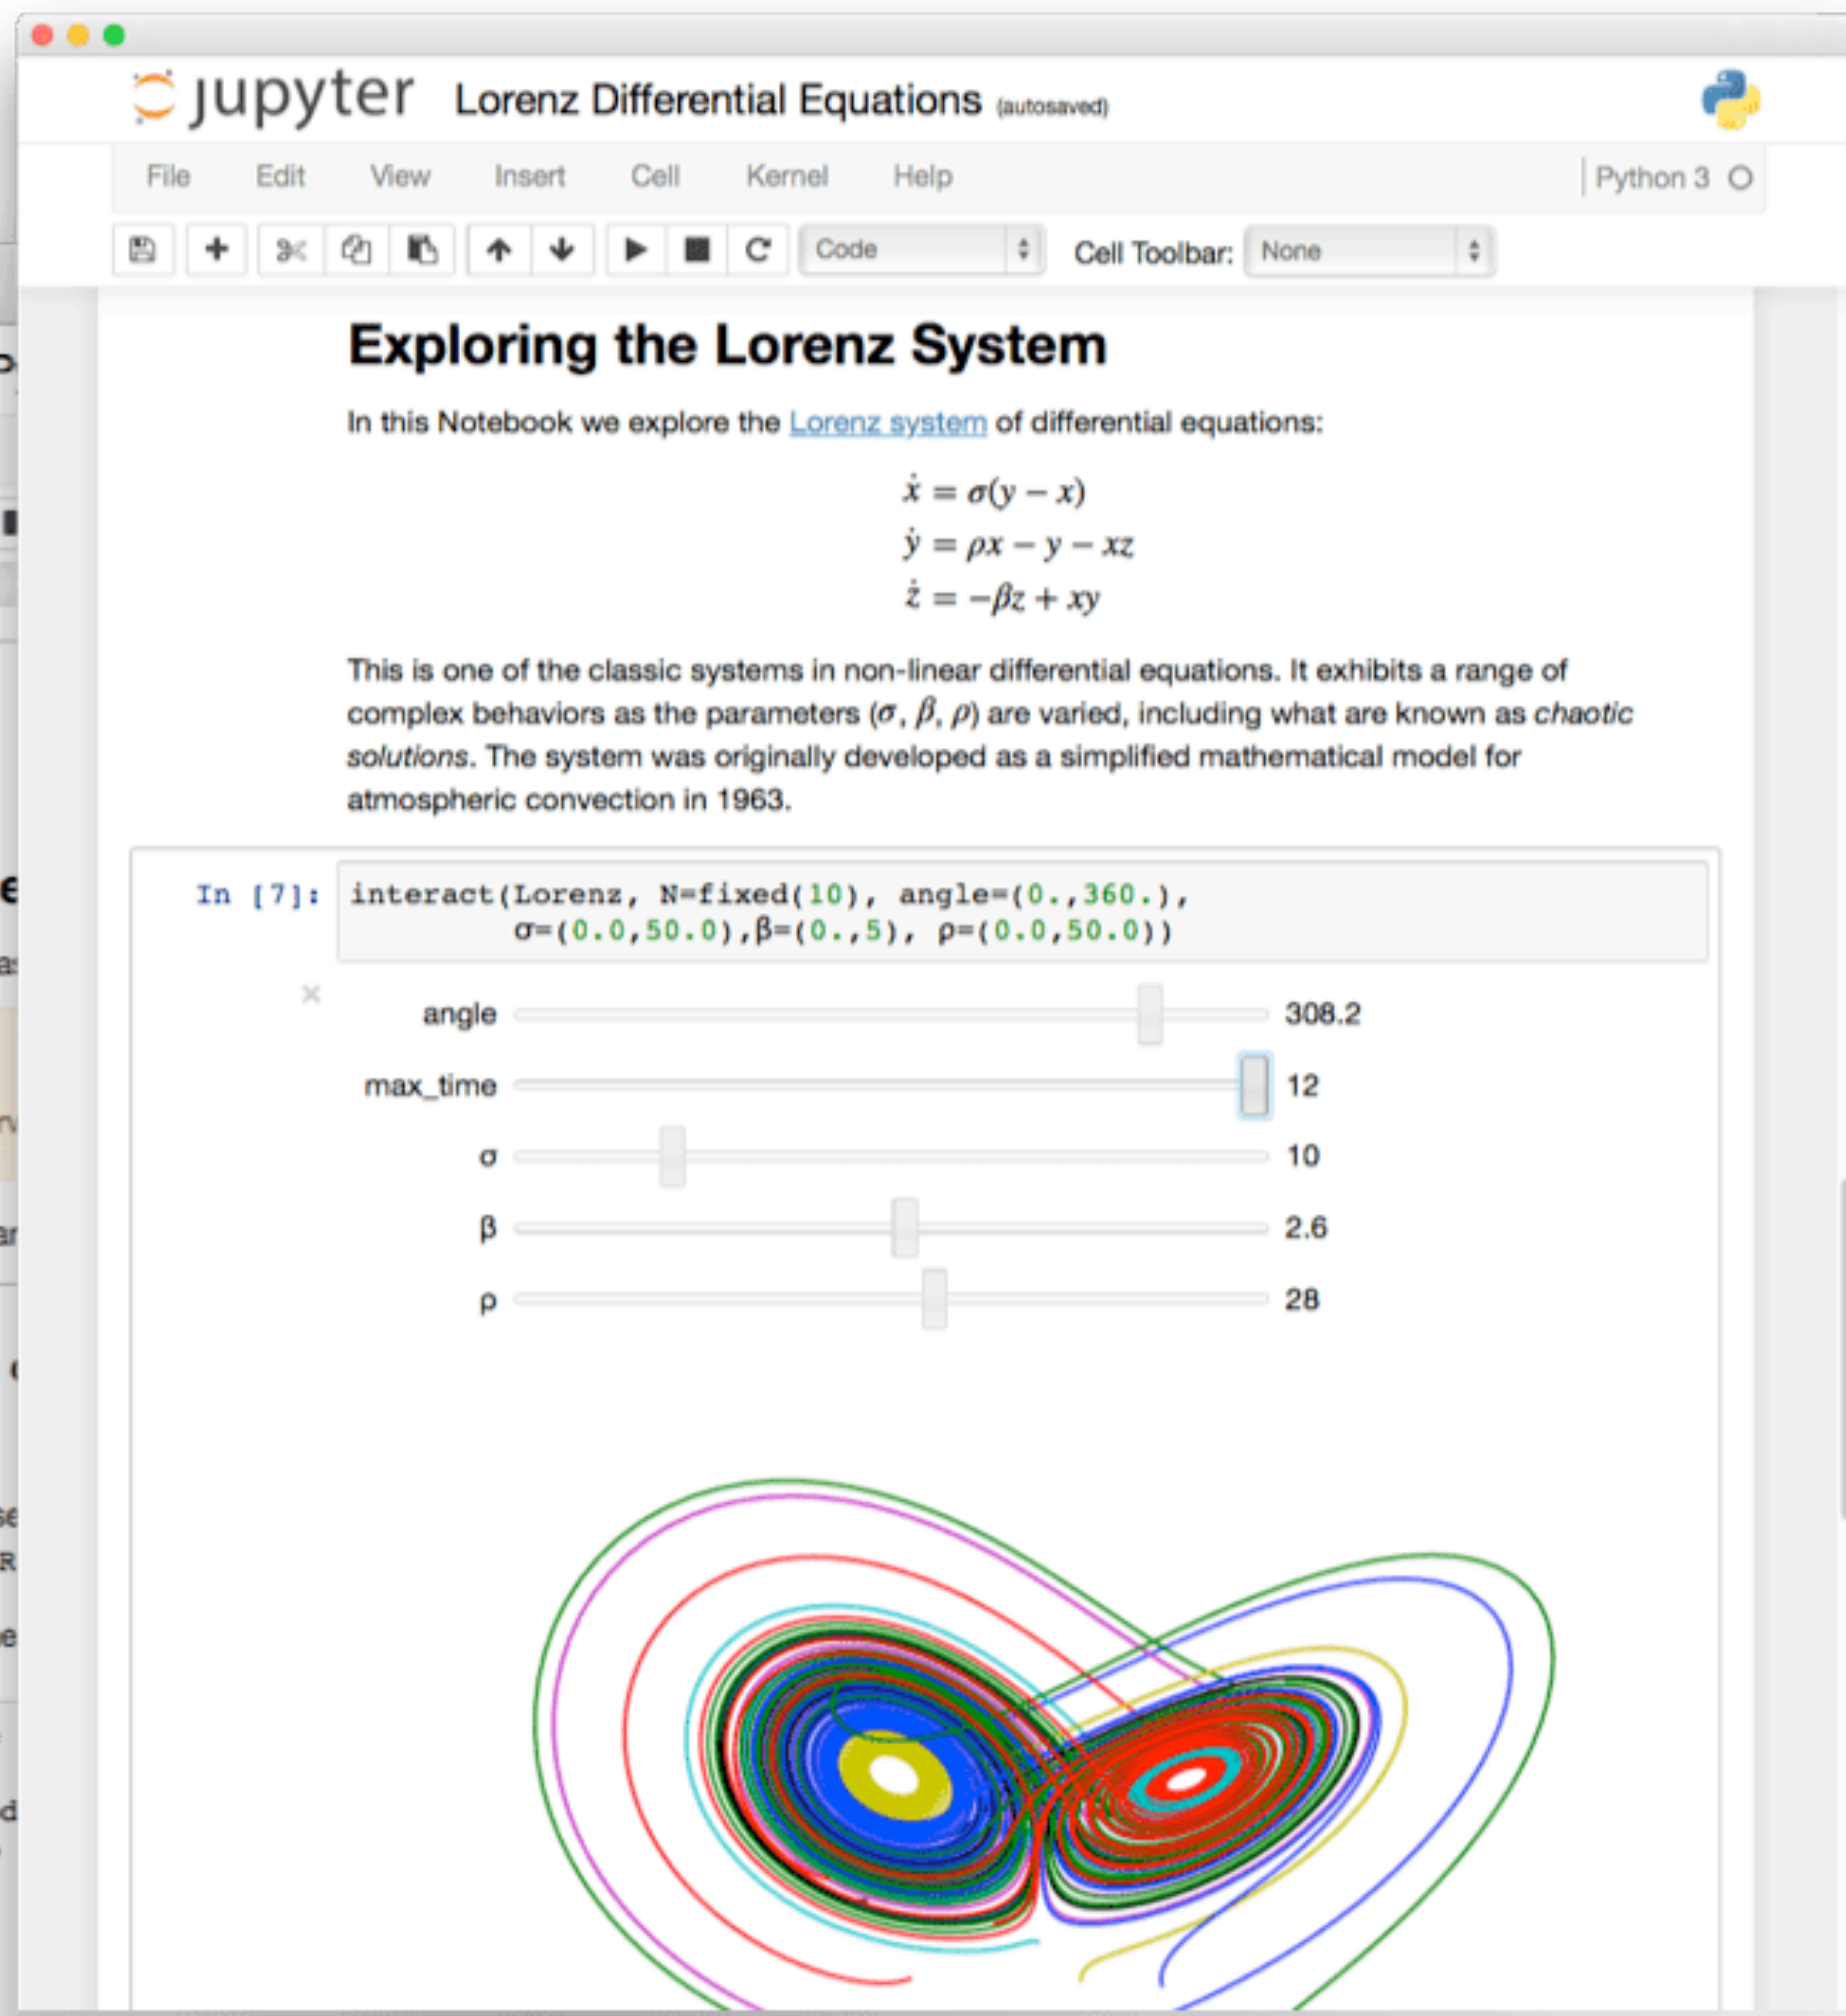 jupyter Lorenz Differential Equations (autosaved)
File Edit View Insert Cell Kernel Help Python 3
Code Cell Toolbar: None
Exploring the Lorenz System
In this Notebook we explore the Lorenz system of differential equations:
ẋ = σ(y − x)
ẏ = ρx − y − xz
ż = −βz + xy
This is one of the classic systems in non-linear differential equations. It exhibits a range of
complex behaviors as the parameters (σ, β, ρ) are varied, including what are known as chaotic
solutions. The system was originally developed as a simplified mathematical model for
atmospheric convection in 1963.
In [7]: interact(Lorenz, N=fixed(10), angle=(0.,360.),
σ=(0.0,50.0),β=(0.,5), ρ=(0.0,50.0))
angle 308.2
max_time 12
σ 10
β 2.6
ρ 28